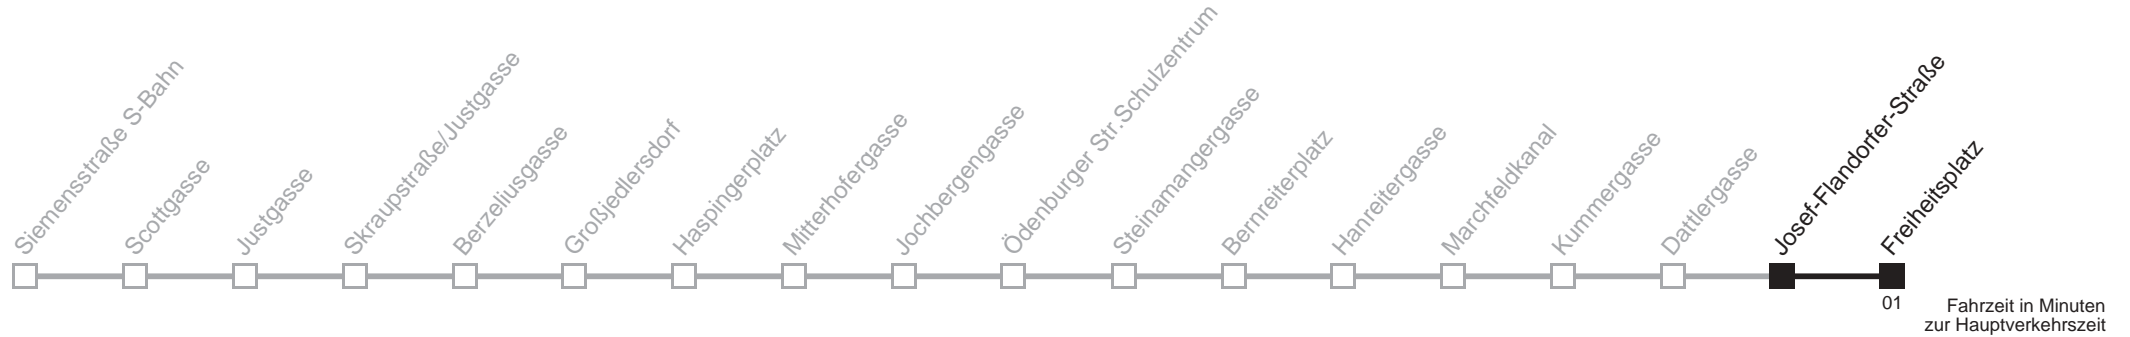 Siemensstraße S-Bahn
Scottgasse
Justgasse
Skraupstraße/Justgasse
Berzeliusgasse
Großjedlersdorf
Haspingerplatz
Mitterhofergasse
Jochbergengasse
Ödenburger Str.Schulzentrum
Steinamangergasse
Bernreiterplatz
Hanreitergasse
Marchfeldkanal
Kummergasse
Dattlergasse
Josef-Flandorfer-Straße
Freiheitsplatz
01
Fahrzeit in Minuten
zur Hauptverkehrszeit